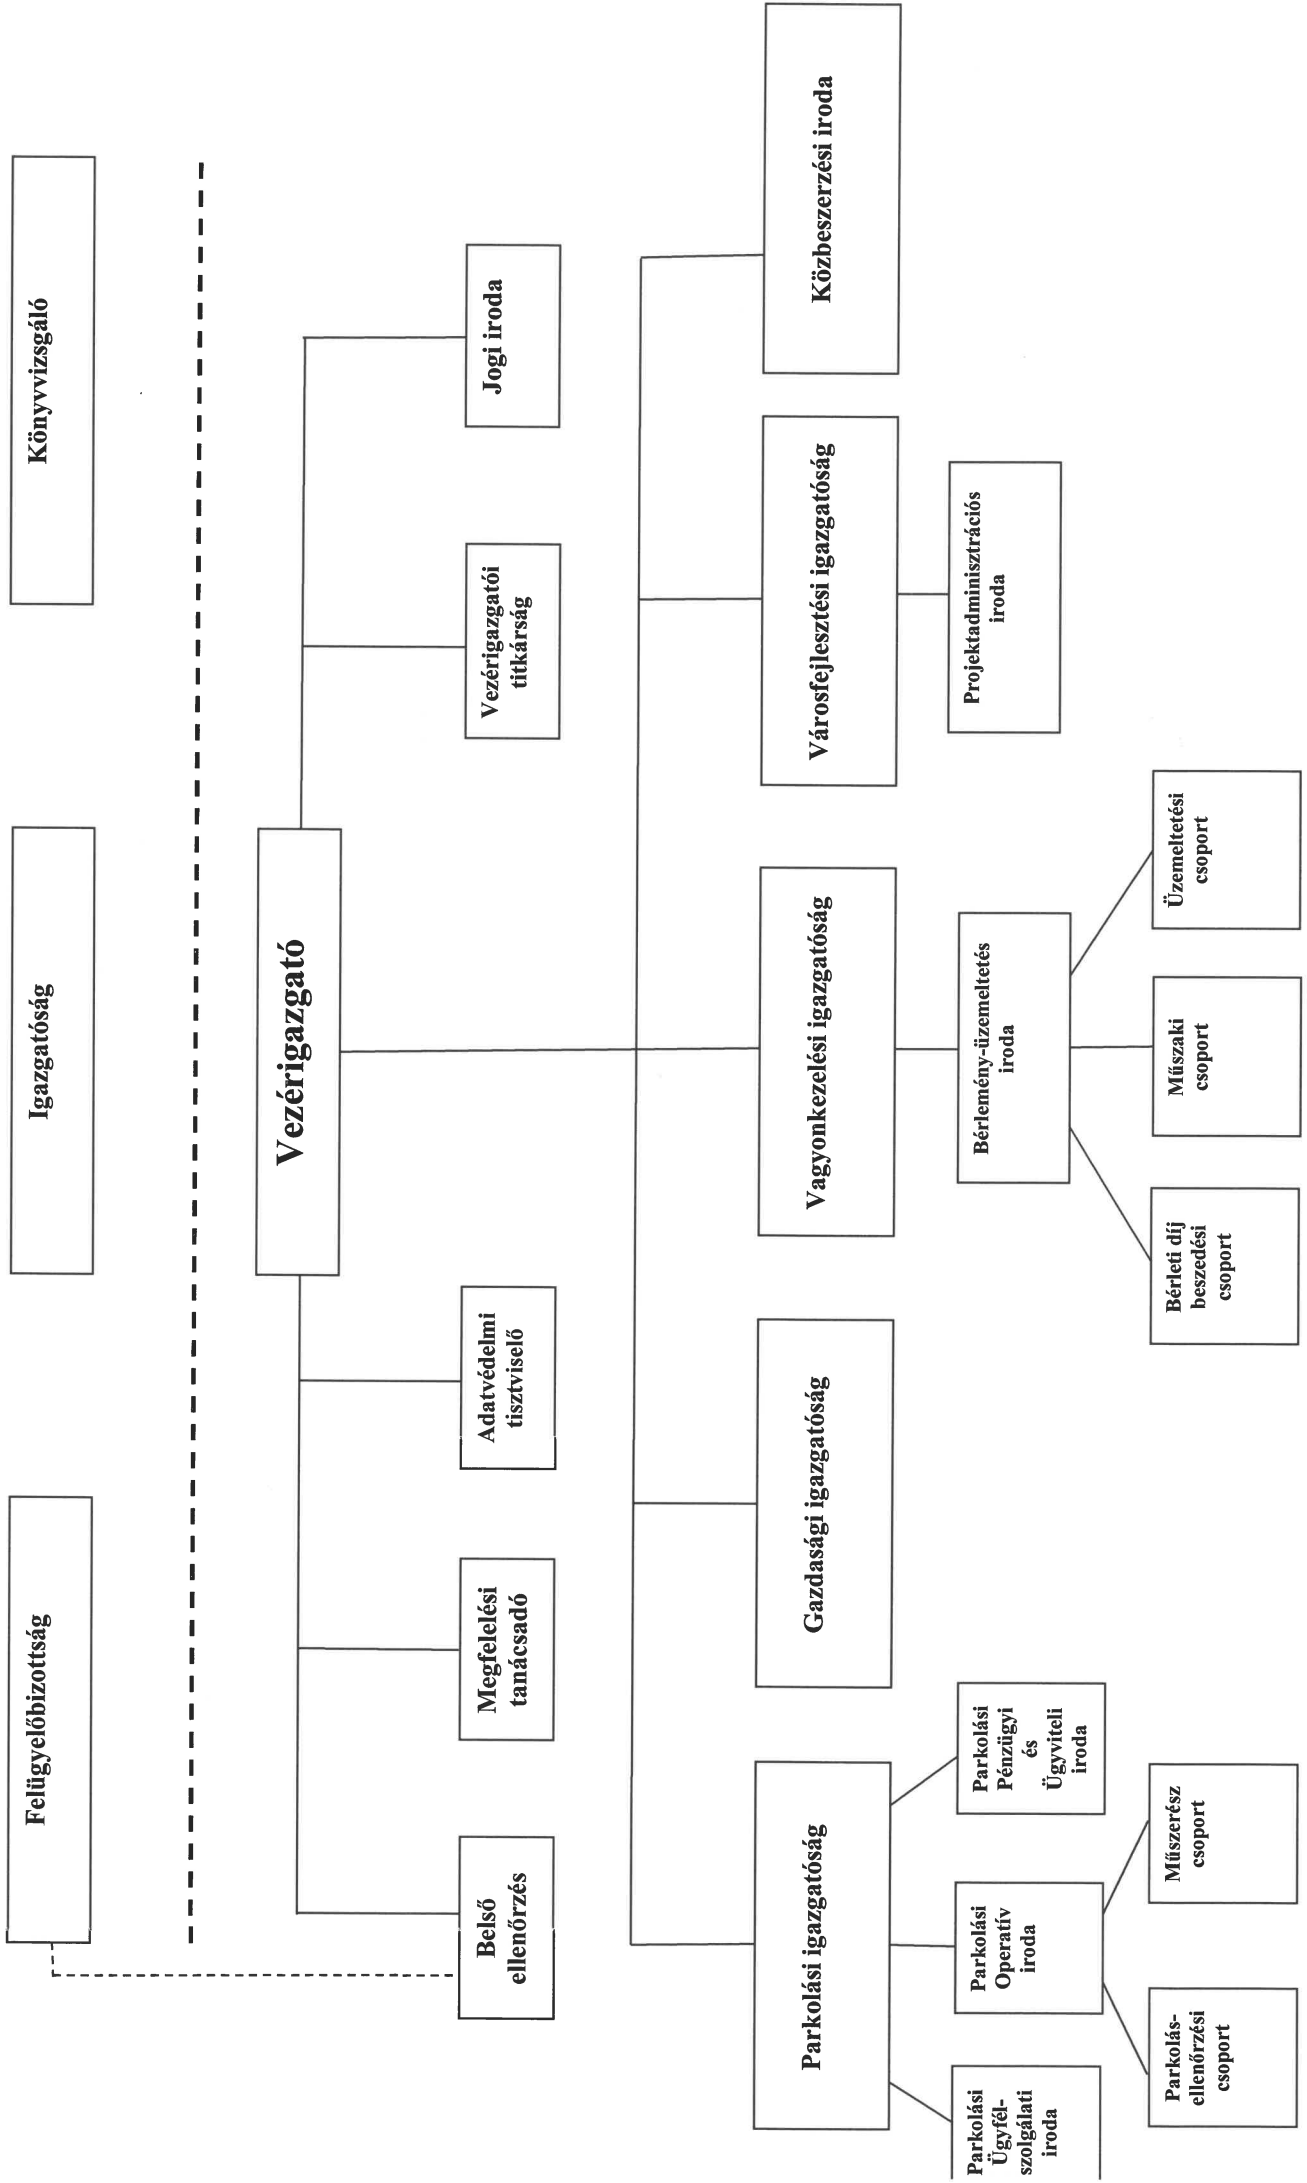 Felügyelőbizottság
Igazgatóság
Könyvvizsgáló
Vezérigazgató
Belső
ellenőrzés
Megfelelési
tanácsadó
Adatvédelmi
tisztviselő
Vezérigazgatói
titkárság
Jogi iroda
Parkolási igazgatóság
Gazdasági igazgatóság
Vagyonkezelési igazgatóság
Városfejlesztési igazgatóság
Közbeszerzési iroda
Parkolási
Ügyfél-
szolgálati
iroda
Parkolási
Operatív
iroda
Parkolási
Pénzügyi
és
Ügyviteli
iroda
Bérlemény-üzemeltetés
iroda
Projektadminisztrációs
iroda
Parkolás-
ellenőrzési
csoport
Műszerész
csoport
Bérleti díj
beszedési
csoport
Műszaki
csoport
Üzemeltetési
csoport